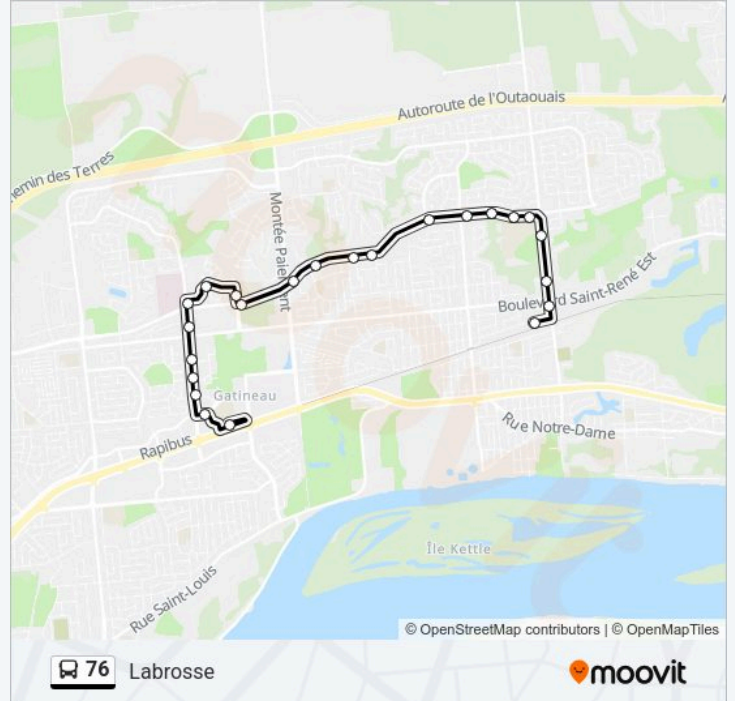 Autoroute de l'Outaouais
hemin des Terres
Montée Paiement
Boulevard Saint-René Est
Gatineau
Rue Notre-Dame
Rapibus
Île Kettle
Rue Saint-Louis
© OpenStreetMap contributors | © OpenMapTiles
76 Labrosse
moovit